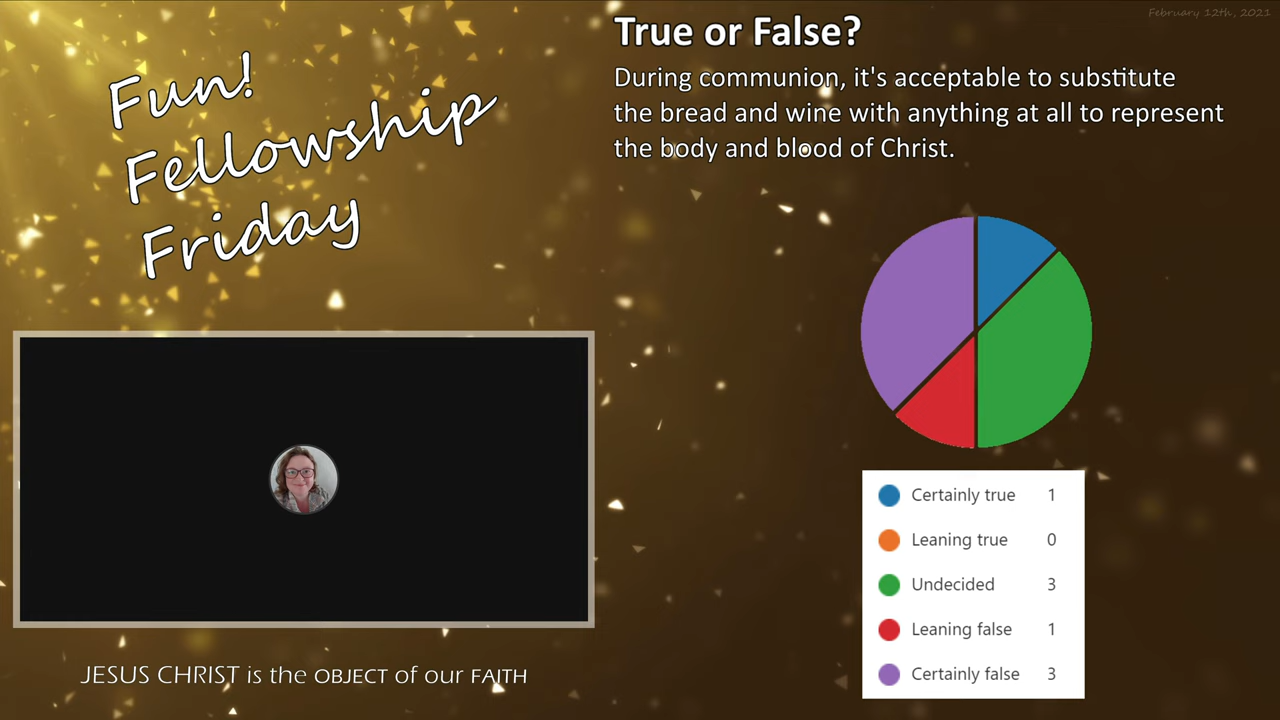 February 12th, 2021
Fun!
Fellowship
Friday
True or False?
During communion, it's acceptable to substitute
the bread and wine with anything at all to represent
the body and blood of Christ.
Certainly true 1
Leaning true 0
Undecided 3
Leaning false 1
Certainly false 3
JESUS CHRIST is the OBJECT of our FAITH